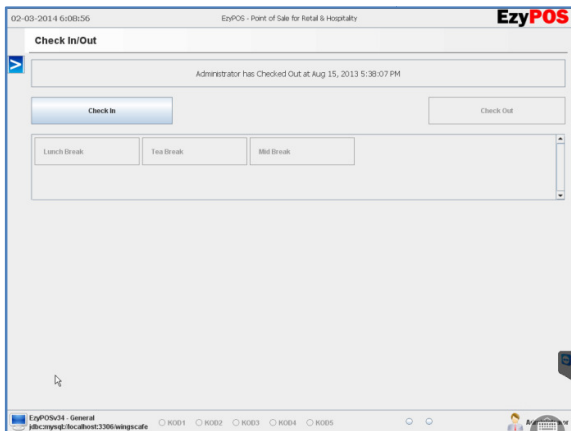 02-03-2014 6:08:56
EzyPOS - Point of Sale for Retail & Hospitality
EzyPOS
Check In/Out
>
Administrator has Checked Out at Aug 15, 2013 5:38:07 PM
Check In
Check Out
Lunch Break
Tea Break
Mid Break
EzyPOSv34 - General
jdbc:mysql://localhost:3306/wingscafe
KOD1 KOD2 KOD3 KOD4 KOD5